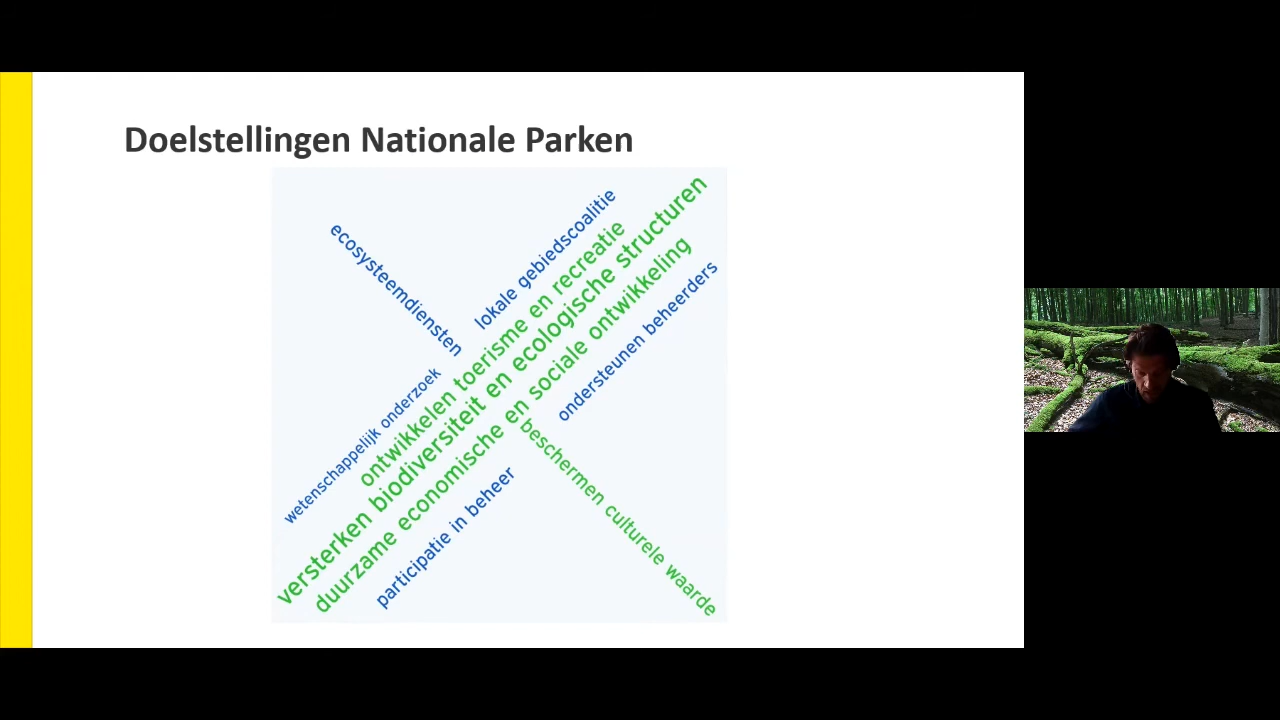 Doelstellingen Nationale Parken
ecosysteemdiensten
lokale gebiedscoalitie
ontwikkelen toerisme en recreatie
versterken biodiversiteit en ecologische structuren
duurzame economische en sociale ontwikkeling
ondersteunen beheerders
wetenschappelijk onderzoek
participatie in beheer
beschermen culturele waarde